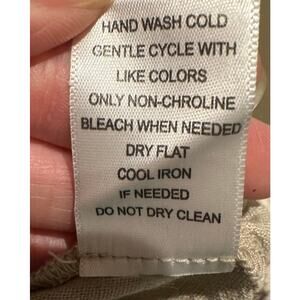 HAND WASH COLD
GENTLE CYCLE WITH
LIKE COLORS
ONLY NON-CHROLINE
BLEACH WHEN NEEDED
DRY FLAT
COOL IRON
IF NEEDED
DO NOT DRY CLEAN